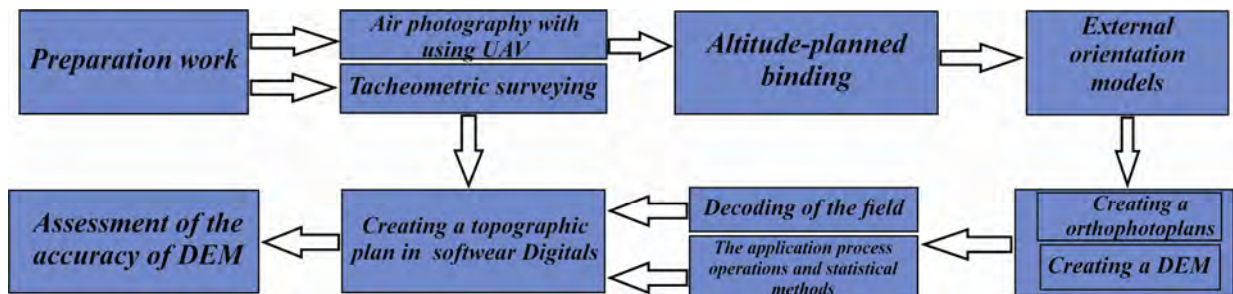 Preparation work
Air photography with
using UAV
Tacheometric surveying
Altitude-planned
binding
External
orientation
models
Creating a
orthophotoplans
Creating a DEM
Decoding of the field
The application process
operations and statistical
methods
Creating a topographic
plan in softwear Digitals
Assessment of the
accuracy of DEM